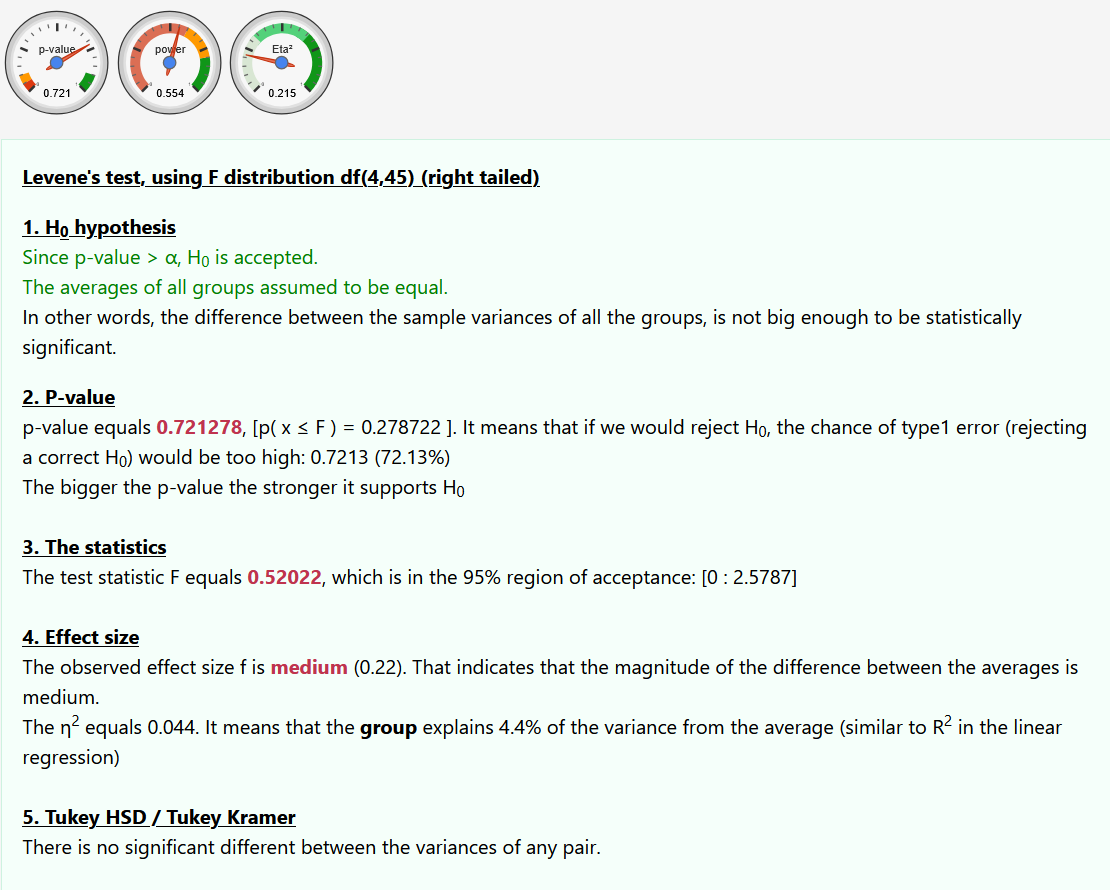 p-value power Eta²
0.721 0.554 0.215
Levene's test, using F distribution df(4,45) (right tailed)
1. H₀ hypothesis
Since p-value > α, H₀ is accepted.
The averages of all groups assumed to be equal.
In other words, the difference between the sample variances of all the groups, is not big enough to be statistically
significant.
2. P-value
p-value equals 0.721278, [p( x ≤ F ) = 0.278722 ]. It means that if we would reject H₀, the chance of type1 error (rejecting
a correct H₀) would be too high: 0.7213 (72.13%)
The bigger the p-value the stronger it supports H₀
3. The statistics
The test statistic F equals 0.52022, which is in the 95% region of acceptance: [0 : 2.5787]
4. Effect size
The observed effect size f is medium (0.22). That indicates that the magnitude of the difference between the averages is
medium.
The η² equals 0.044. It means that the group explains 4.4% of the variance from the average (similar to R² in the linear
regression)
5. Tukey HSD / Tukey Kramer
There is no significant different between the variances of any pair.